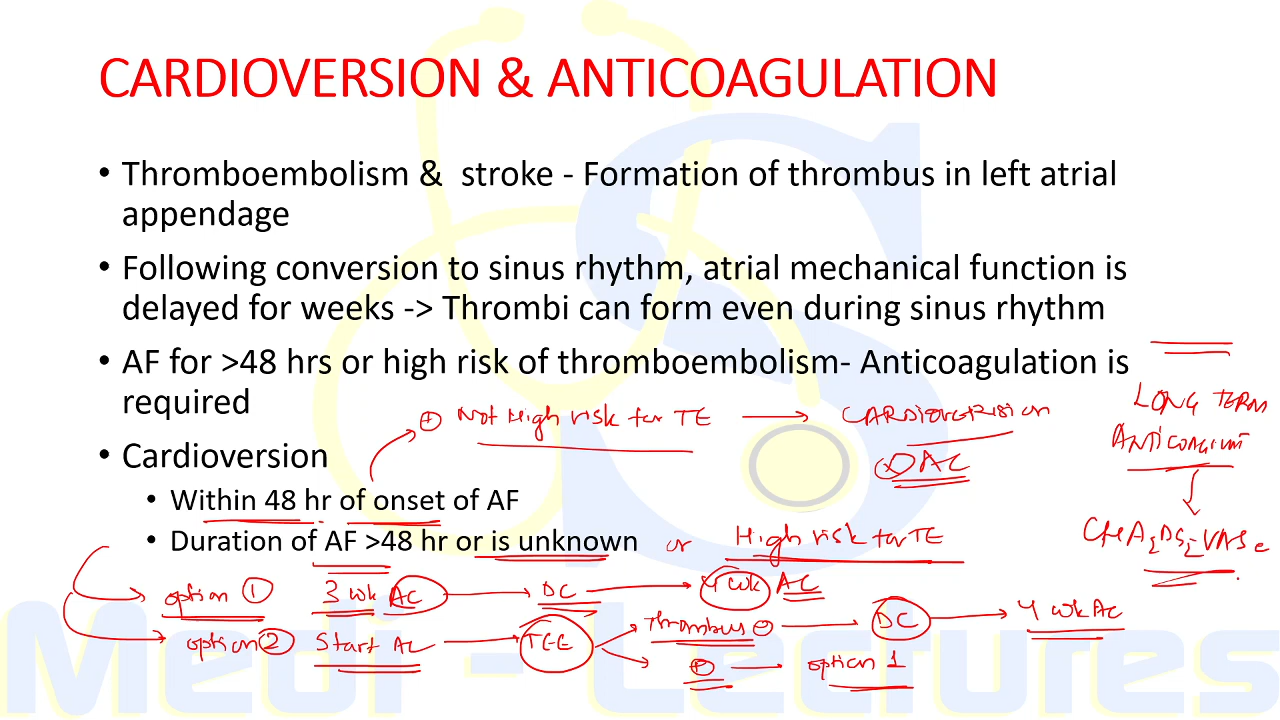 CARDIOVERSION & ANTICOAGULATION
• Thromboembolism & stroke - Formation of thrombus in left atrial
appendage
• Following conversion to sinus rhythm, atrial mechanical function is
delayed for weeks -> Thrombi can form even during sinus rhythm
• AF for >48 hrs or high risk of thromboembolism- Anticoagulation is
required
⊕ Not High risk for TE → CARDIOVERSION
OAC
• Cardioversion
• Within 48 hr of onset of AF
• Duration of AF >48 hr or is unknown or High risk for TE
option ① 3 wk AC → DC → 4 wk AC
option ② Start AC → TEE → Thrombus ⊖ → DC → 4 wk AC
⊕ → option 1
LONG TERM
CHA₂DS₂-VASc
Medi - Lectures